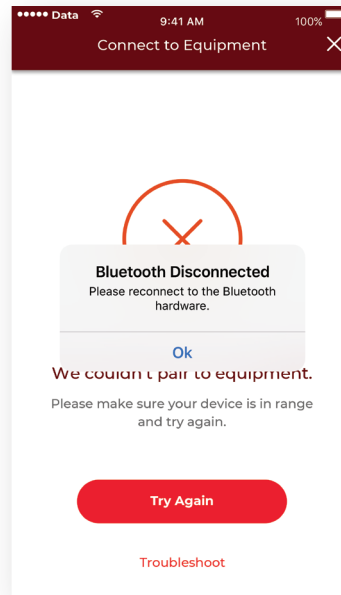 Data
9:41 AM
100%
Connect to Equipment
Bluetooth Disconnected
Please reconnect to the Bluetooth
hardware.
Ok
We couldn't pair to equipment.
Please make sure your device is in range
and try again.
Try Again
Troubleshoot